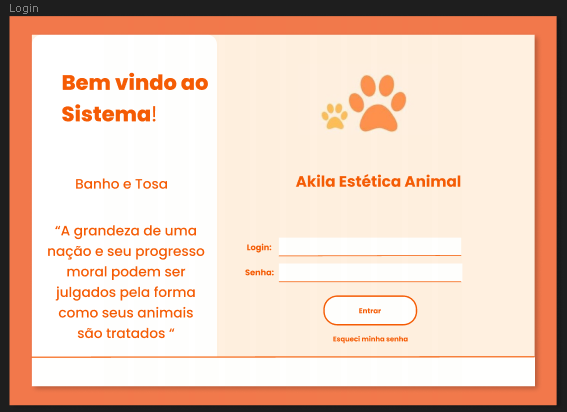 Login
Bem vindo ao
Sistema!
Banho e Tosa
“A grandeza de uma
nação e seu progresso
moral podem ser
julgados pela forma
como seus animais
são tratados “
Akila Estética Animal
Login:
Senha:
Entrar
Esqueci minha senha